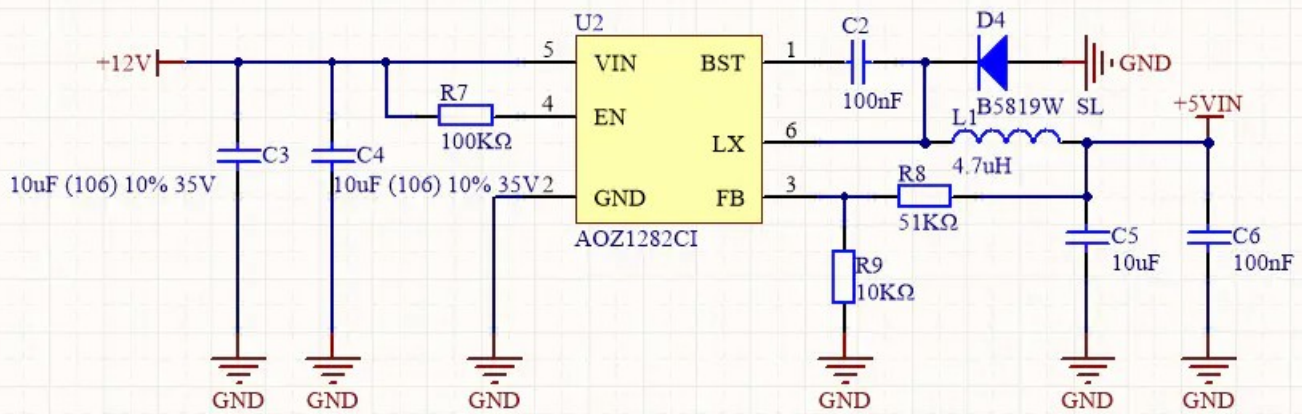 U2
+12V
5
VIN
BST
1
C2
100nF
D4
B5819W SL
GND
R7
100KΩ
4
EN
LX
6
L1
4.7uH
+5VIN
C3
10uF (106) 10% 35V
C4
10uF (106) 10% 35V
2
GND
FB
3
AOZ1282CI
R8
51KΩ
R9
10KΩ
C5
10uF
C6
100nF
GND
GND
GND
GND
GND
GND